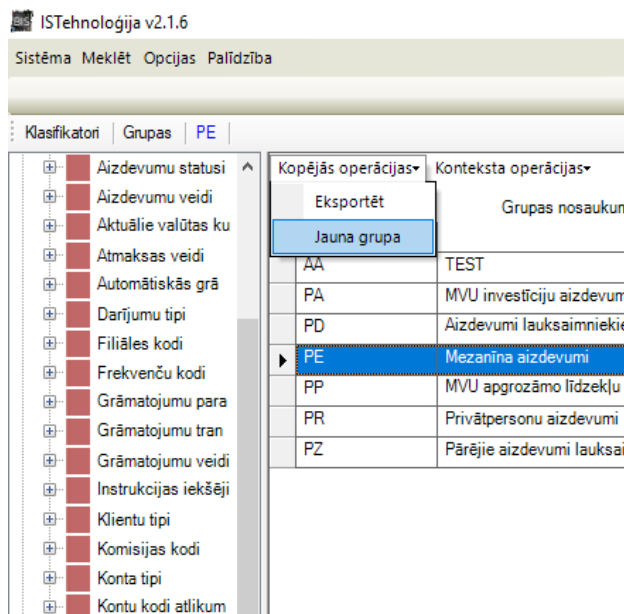 BIS ISTehnoloģija v2.1.6
Sistēma Meklēt Opcijas Palīdzība
Klasifikatori Grupas PE
Aizdevumu statusi
Aizdevumu veidi
Aktuālie valūtas ku
Atmaksas veidi
Automātiskās grā
Darījumu tipi
Filiāles kodi
Frekvenču kodi
Grāmatojumu para
Grāmatojumu tran
Grāmatojumu veidi
Instrukcijas iekšēji
Klientu tipi
Komisijas kodi
Konta tipi
Kontu kodi atlikum
Kopējās operācijas Konteksta operācijas
Eksportēt
Jauna grupa
Grupas nosaukum
AA TEST
PA MVU investīciju aizdevum
PD Aizdevumi lauksaimniekie
PE Mezanīna aizdevumi
PP MVU apgrozāmo līdzekļu
PR Privātpersonu aizdevumi
PZ Pārējie aizdevumi lauksai